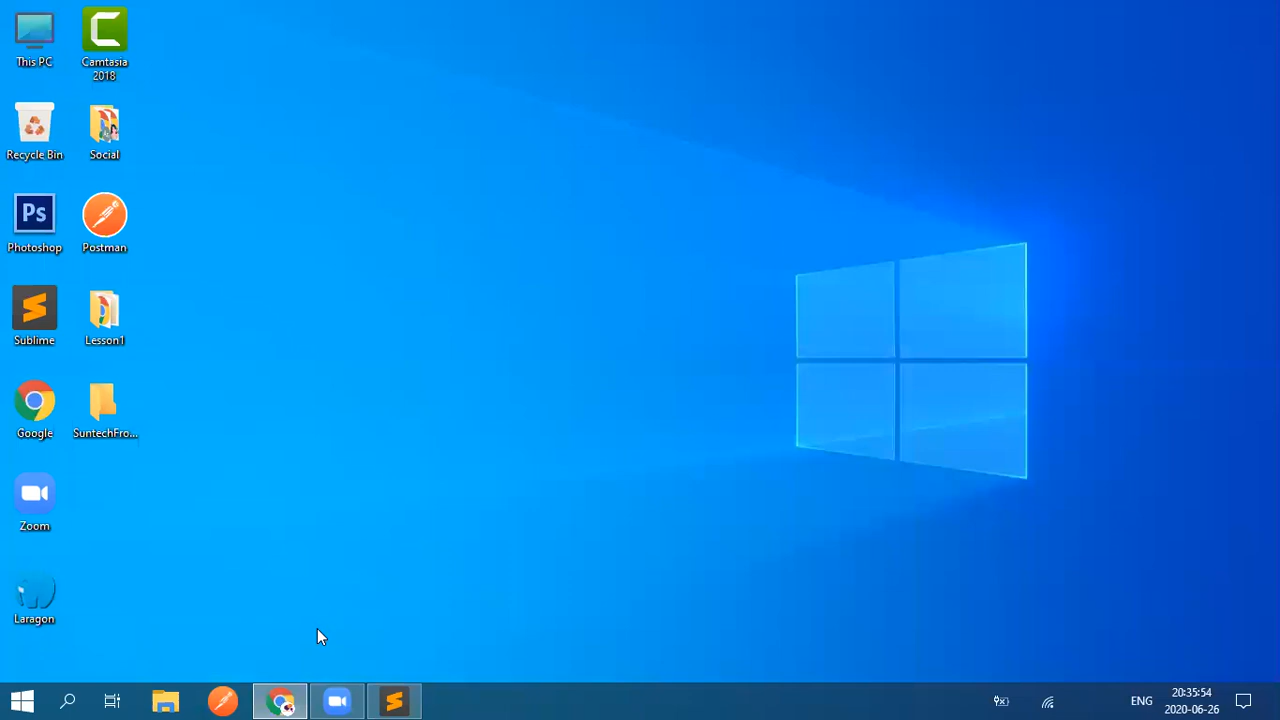 This PC
Camtasia
2018
Recycle Bin
Social
Ps
Photoshop
Postman
Sublime
Lesson1
Google
SuntechFro...
Zoom
Laragon
ENG
20:35:54
2020-06-26